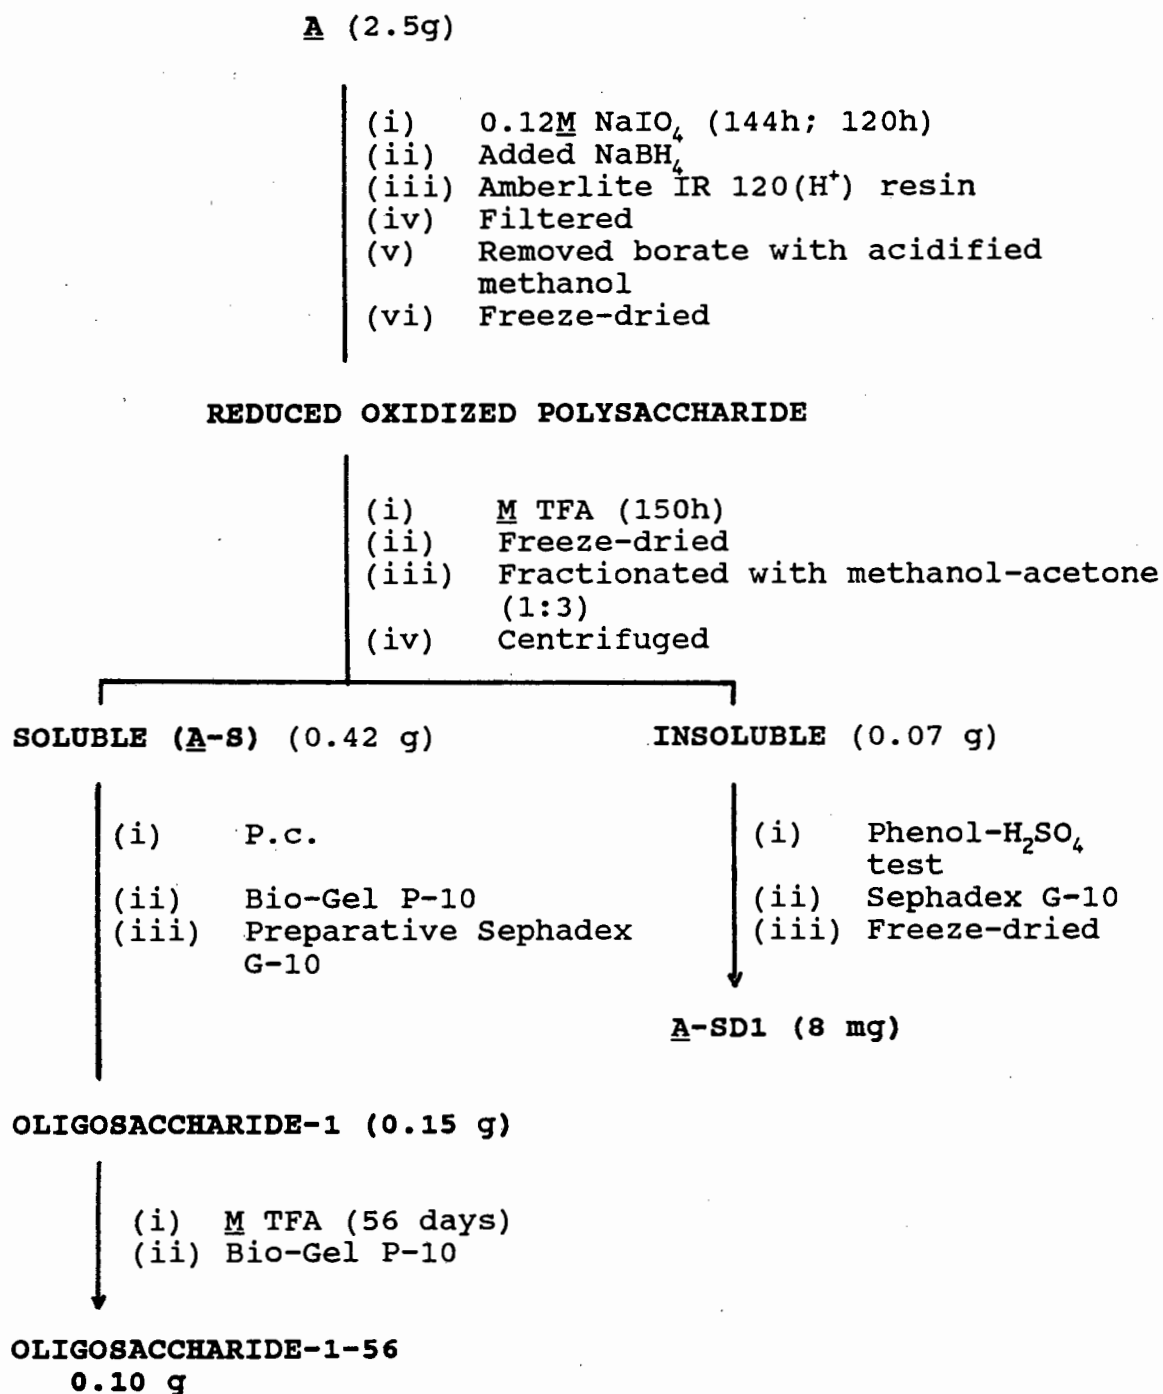 A (2.5g)
(i) 0.12M NaIO₄ (144h; 120h)
(ii) Added NaBH₄
(iii) Amberlite IR 120(H⁺) resin
(iv) Filtered
(v) Removed borate with acidified
methanol
(vi) Freeze-dried
REDUCED OXIDIZED POLYSACCHARIDE
(i) M TFA (150h)
(ii) Freeze-dried
(iii) Fractionated with methanol-acetone
(1:3)
(iv) Centrifuged
SOLUBLE (A-S) (0.42 g)
(i) P.c.
(ii) Bio-Gel P-10
(iii) Preparative Sephadex
G-10
INSOLUBLE (0.07 g)
(i) Phenol-H₂SO₄
test
(ii) Sephadex G-10
(iii) Freeze-dried
A-SD1 (8 mg)
OLIGOSACCHARIDE-1 (0.15 g)
(i) M TFA (56 days)
(ii) Bio-Gel P-10
OLIGOSACCHARIDE-1-56
0.10 g